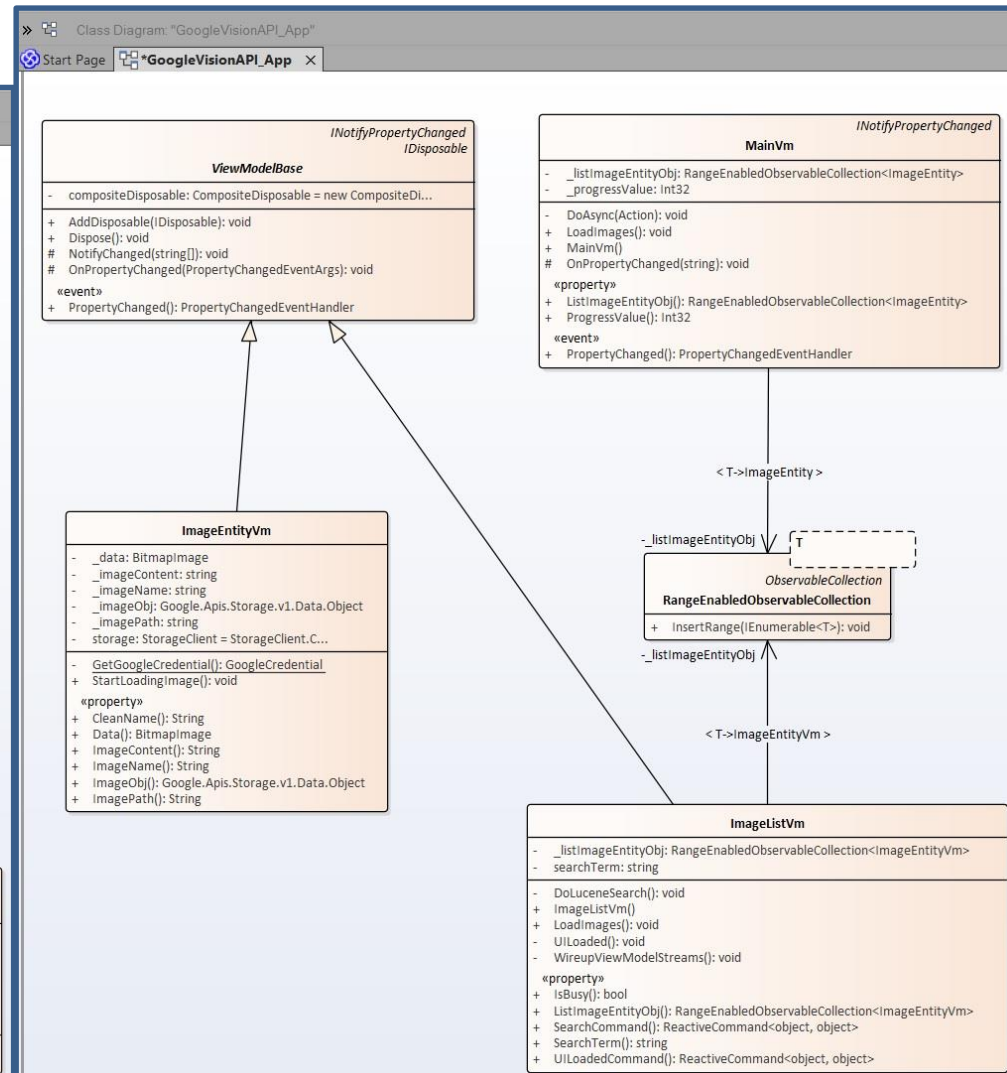 » Class Diagram: "GoogleVisionAPI_App"
Start Page *GoogleVisionAPI_App ×
INotifyPropertyChanged
IDisposable
ViewModelBase
- compositeDisposable: CompositeDisposable = new CompositeDi...
+ AddDisposable(IDisposable): void
+ Dispose(): void
# NotifyChanged(string[]): void
# OnPropertyChanged(PropertyChangedEventArgs): void
«event»
+ PropertyChanged(): PropertyChangedEventHandler
INotifyPropertyChanged
MainVm
- _listImageEntityObj: RangeEnabledObservableCollection<ImageEntity>
- _progressValue: Int32
- DoAsync(Action): void
+ LoadImages(): void
+ MainVm()
# OnPropertyChanged(string): void
«property»
+ ListImageEntityObj(): RangeEnabledObservableCollection<ImageEntity>
+ ProgressValue(): Int32
«event»
+ PropertyChanged(): PropertyChangedEventHandler
< T->ImageEntity >
-_listImageEntityObj
T
ObservableCollection
RangeEnabledObservableCollection
+ InsertRange(IEnumerable<T>): void
-_listImageEntityObj
< T->ImageEntityVm >
ImageEntityVm
- _data: BitmapImage
- _imageContent: string
- _imageName: string
- _imageObj: Google.Apis.Storage.v1.Data.Object
- _imagePath: string
- storage: StorageClient = StorageClient.C...
- GetGoogleCredential(): GoogleCredential
+ StartLoadingImage(): void
«property»
+ CleanName(): String
+ Data(): BitmapImage
+ ImageContent(): String
+ ImageName(): String
+ ImageObj(): Google.Apis.Storage.v1.Data.Object
+ ImagePath(): String
ImageListVm
- _listImageEntityObj: RangeEnabledObservableCollection<ImageEntityVm>
- searchTerm: string
- DoLuceneSearch(): void
+ ImageListVm()
+ LoadImages(): void
- UILoaded(): void
- WireupViewModelStreams(): void
«property»
+ IsBusy(): bool
+ ListImageEntityObj(): RangeEnabledObservableCollection<ImageEntityVm>
+ SearchCommand(): ReactiveCommand<object, object>
+ SearchTerm(): string
+ UILoadedCommand(): ReactiveCommand<object, object>